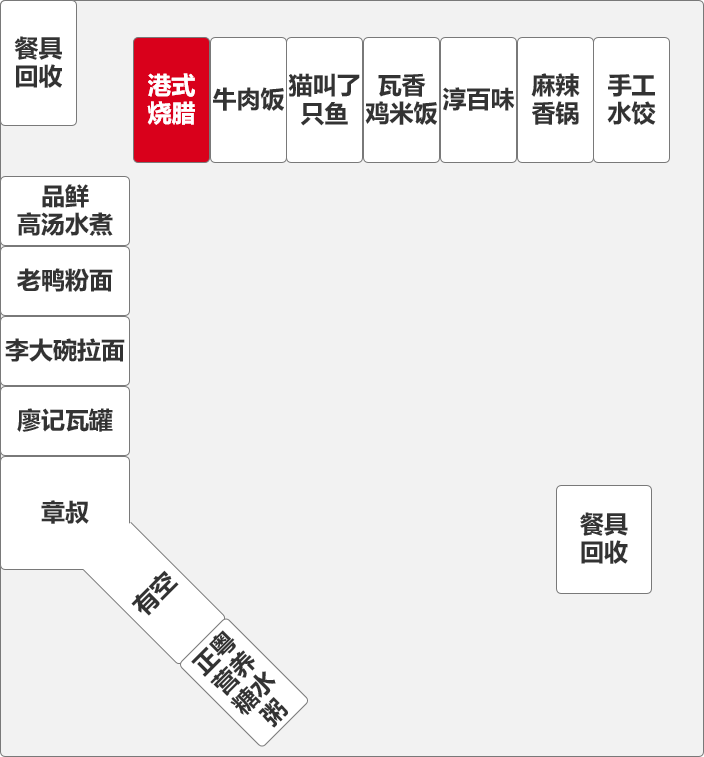 餐具
回收
港式
烧腊
牛肉饭
猫叫了
只鱼
瓦香
鸡米饭
淳百味
麻辣
香锅
手工
水饺
品鲜
高汤水煮
老鸭粉面
李大碗拉面
廖记瓦罐
章叔
有空
正粤
营养
糖水
粥
餐具
回收